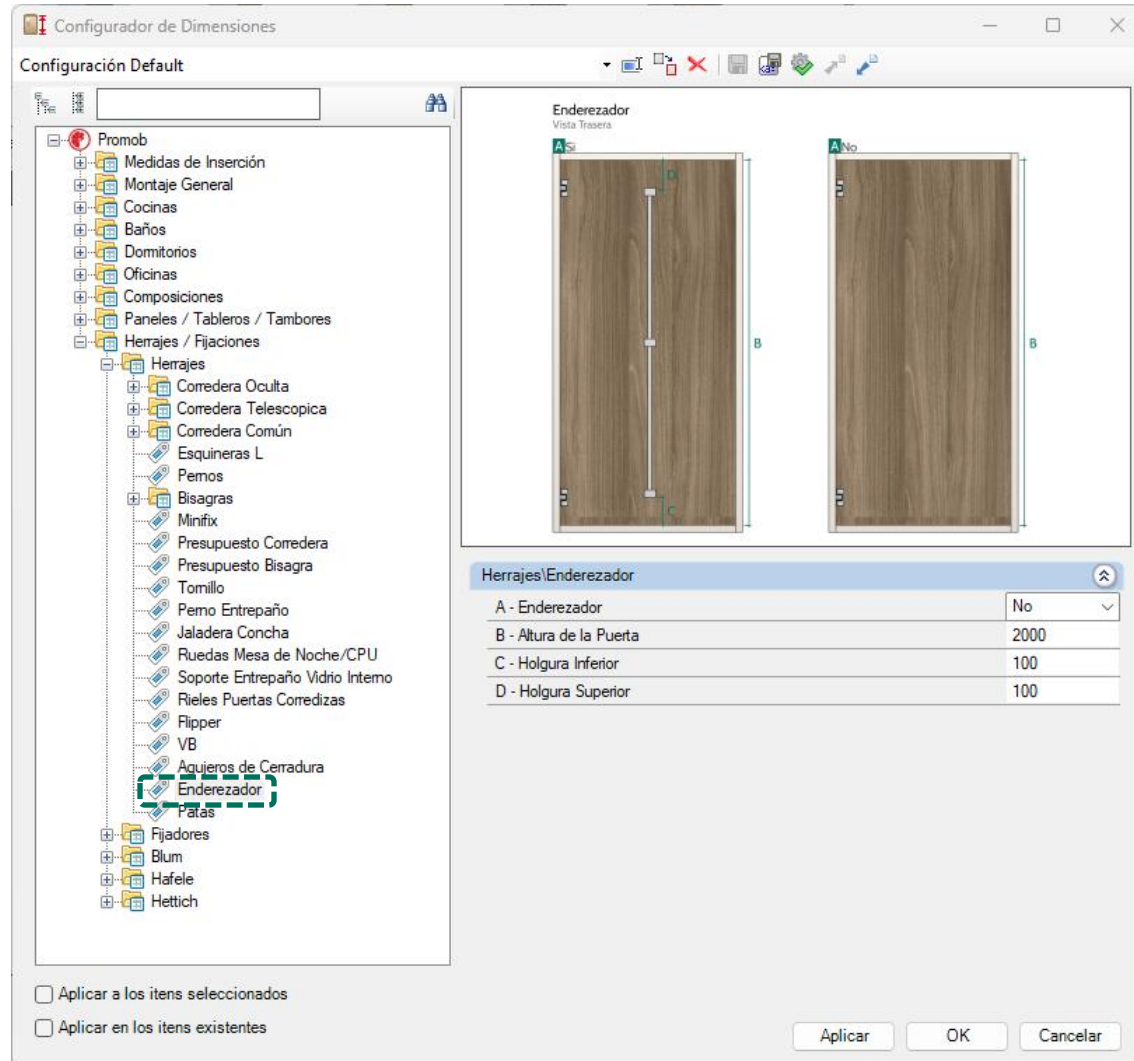 Configurador de Dimensiones
Configuración Default
Promob
Medidas de Inserción
Montaje General
Cocinas
Baños
Dormitorios
Oficinas
Composiciones
Paneles / Tableros / Tambores
Herrajes / Fijaciones
Herrajes
Corredera Oculta
Corredera Telescopica
Corredera Común
Esquineras L
Pernos
Bisagras
Minifix
Presupuesto Corredera
Presupuesto Bisagra
Tornillo
Perno Entrepaño
Jaladera Concha
Ruedas Mesa de Noche/CPU
Soporte Entrepaño Vidrio Interno
Rieles Puertas Corredizas
Flipper
VB
Agujeros de Cerradura
Enderezador
Patas
Fijadores
Blum
Hafele
Hettich
Enderezador
Vista Trasera
A Si
D
B
C
A No
B
Herrajes\Enderezador
A - Enderezador No
B - Altura de la Puerta 2000
C - Holgura Inferior 100
D - Holgura Superior 100
Aplicar a los itens seleccionados
Aplicar en los itens existentes
Aplicar OK Cancelar